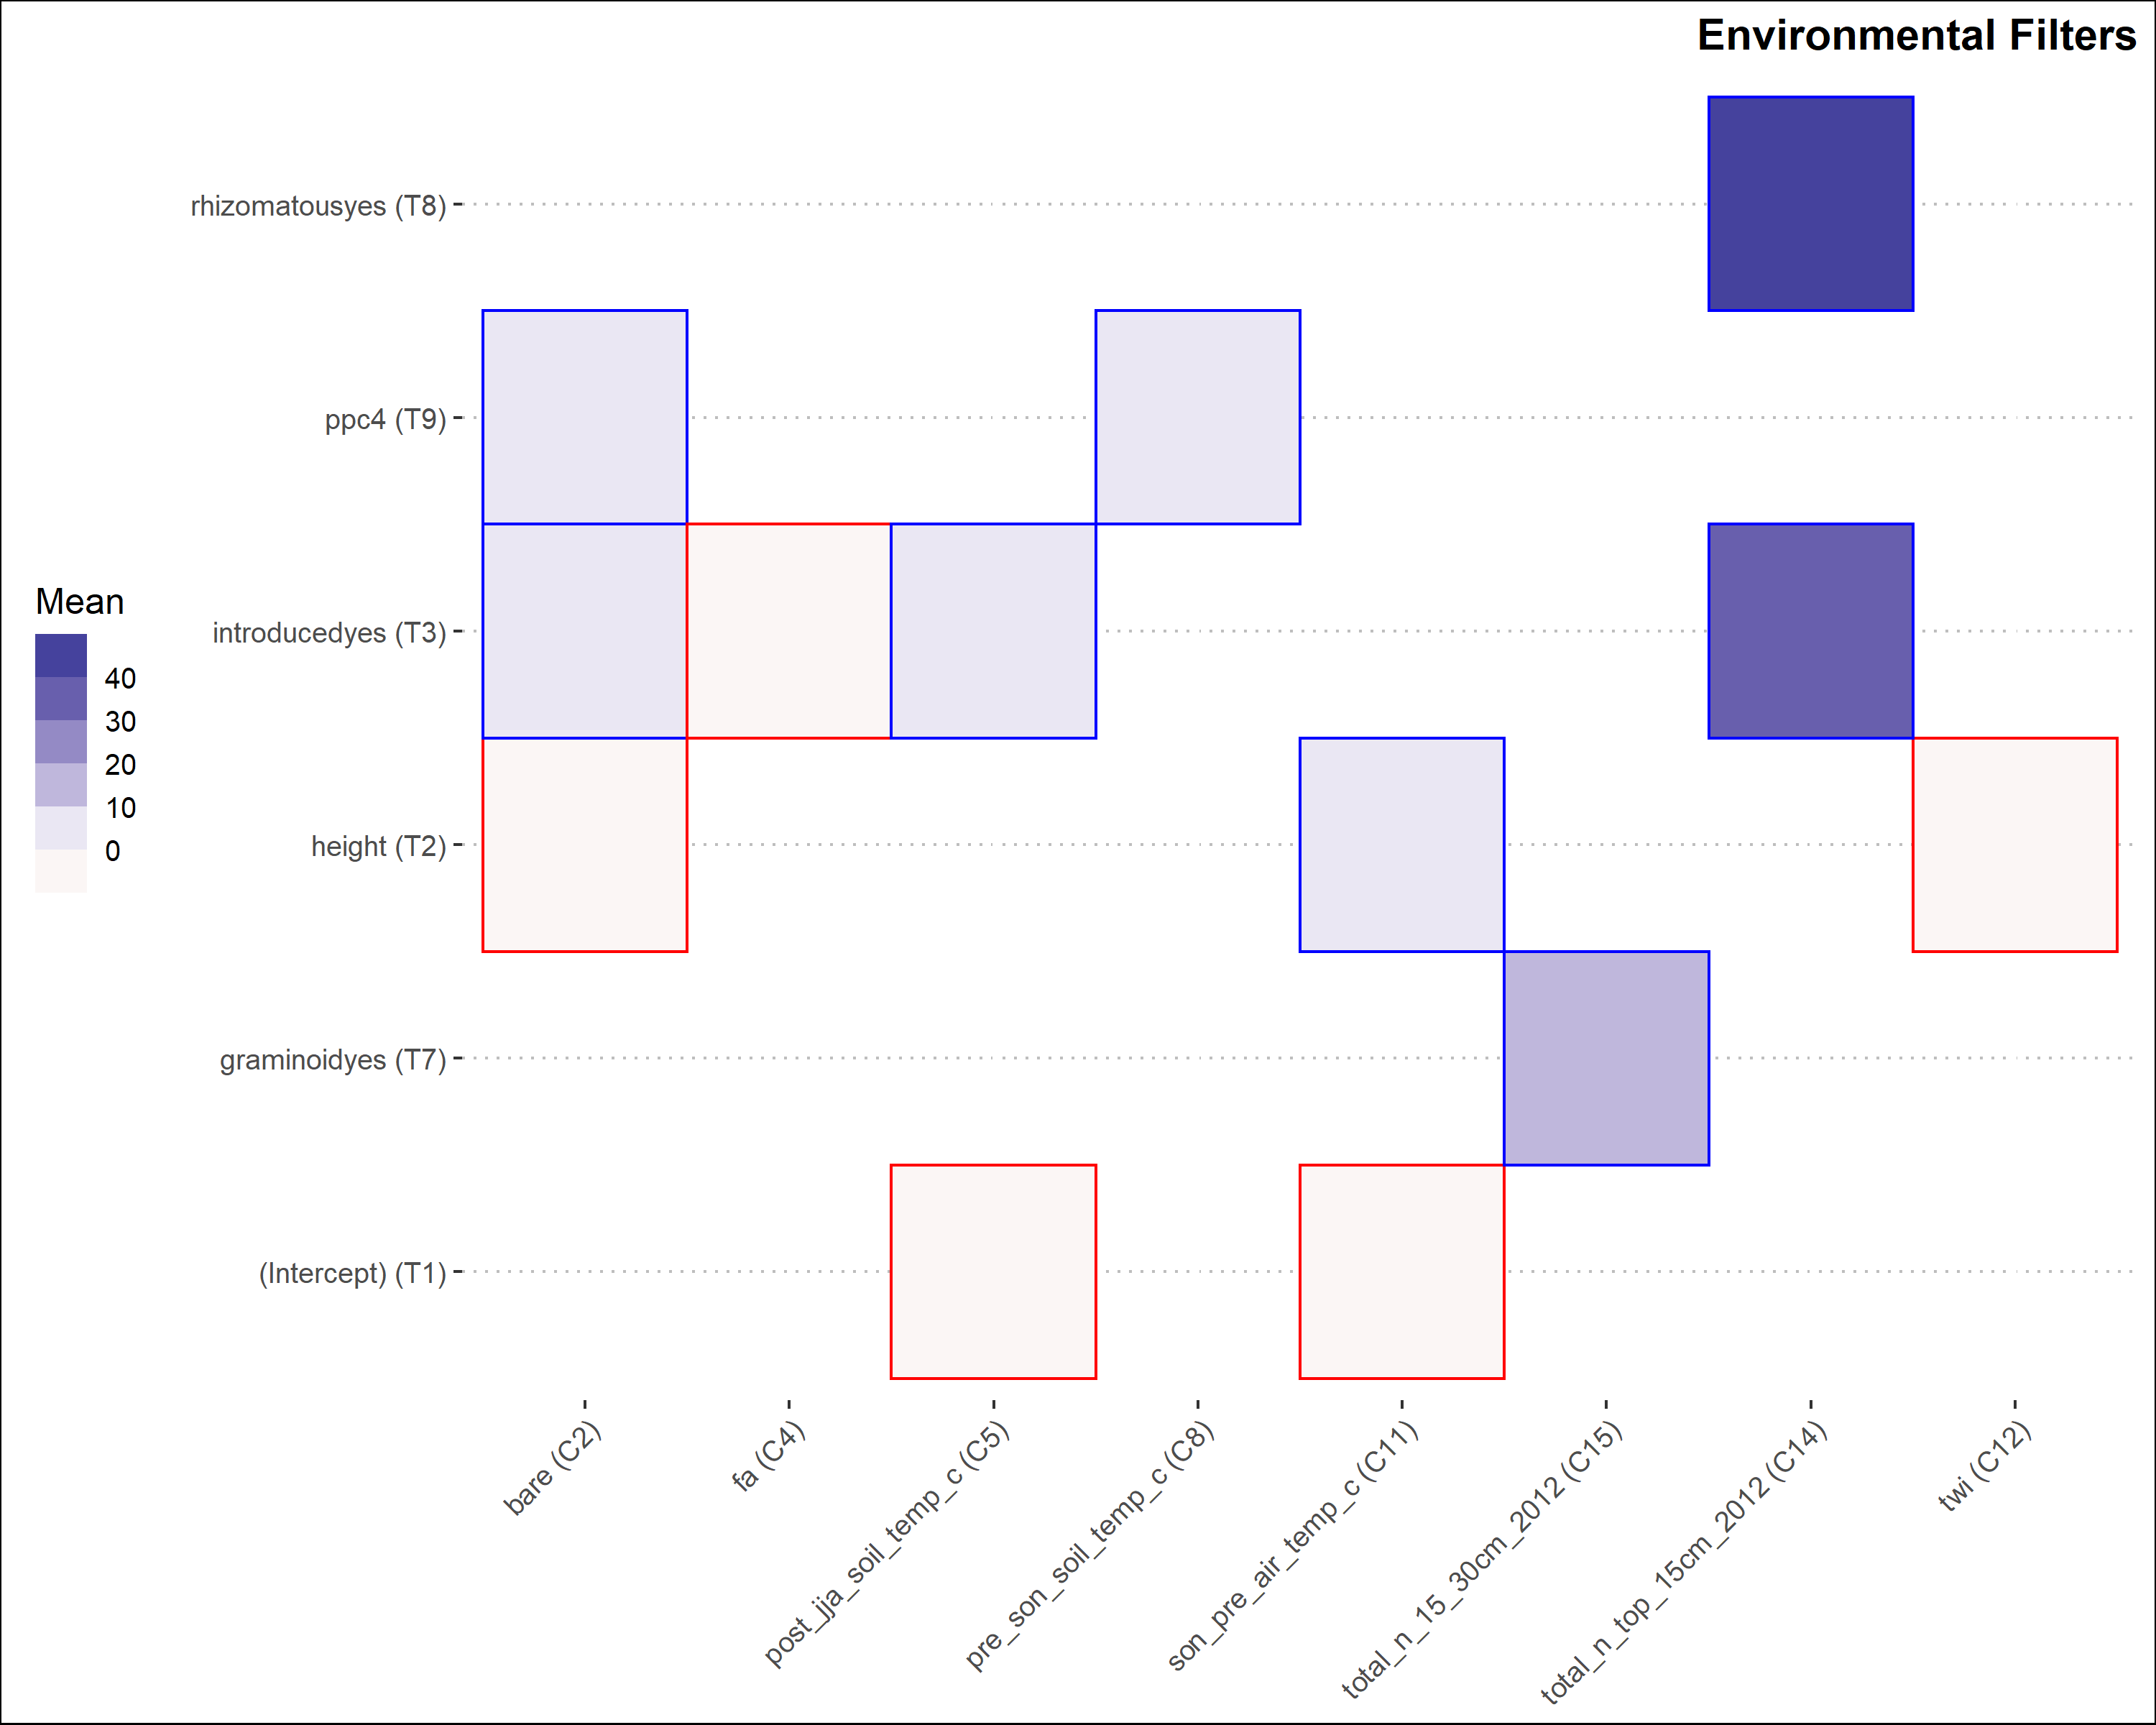 Environmental Filters
rhizomatousyes (T8)
ppc4 (T9)
introducedyes (T3)
height (T2)
graminoidyes (T7)
(Intercept) (T1)
Mean
40
30
20
10
0
bare (C2)
fa (C4)
post_jja_soil_temp_c (C5)
pre_son_soil_temp_c (C8)
son_pre_air_temp_c (C11)
total_n_15_30cm_2012 (C15)
total_n_top_15cm_2012 (C14)
twi (C12)